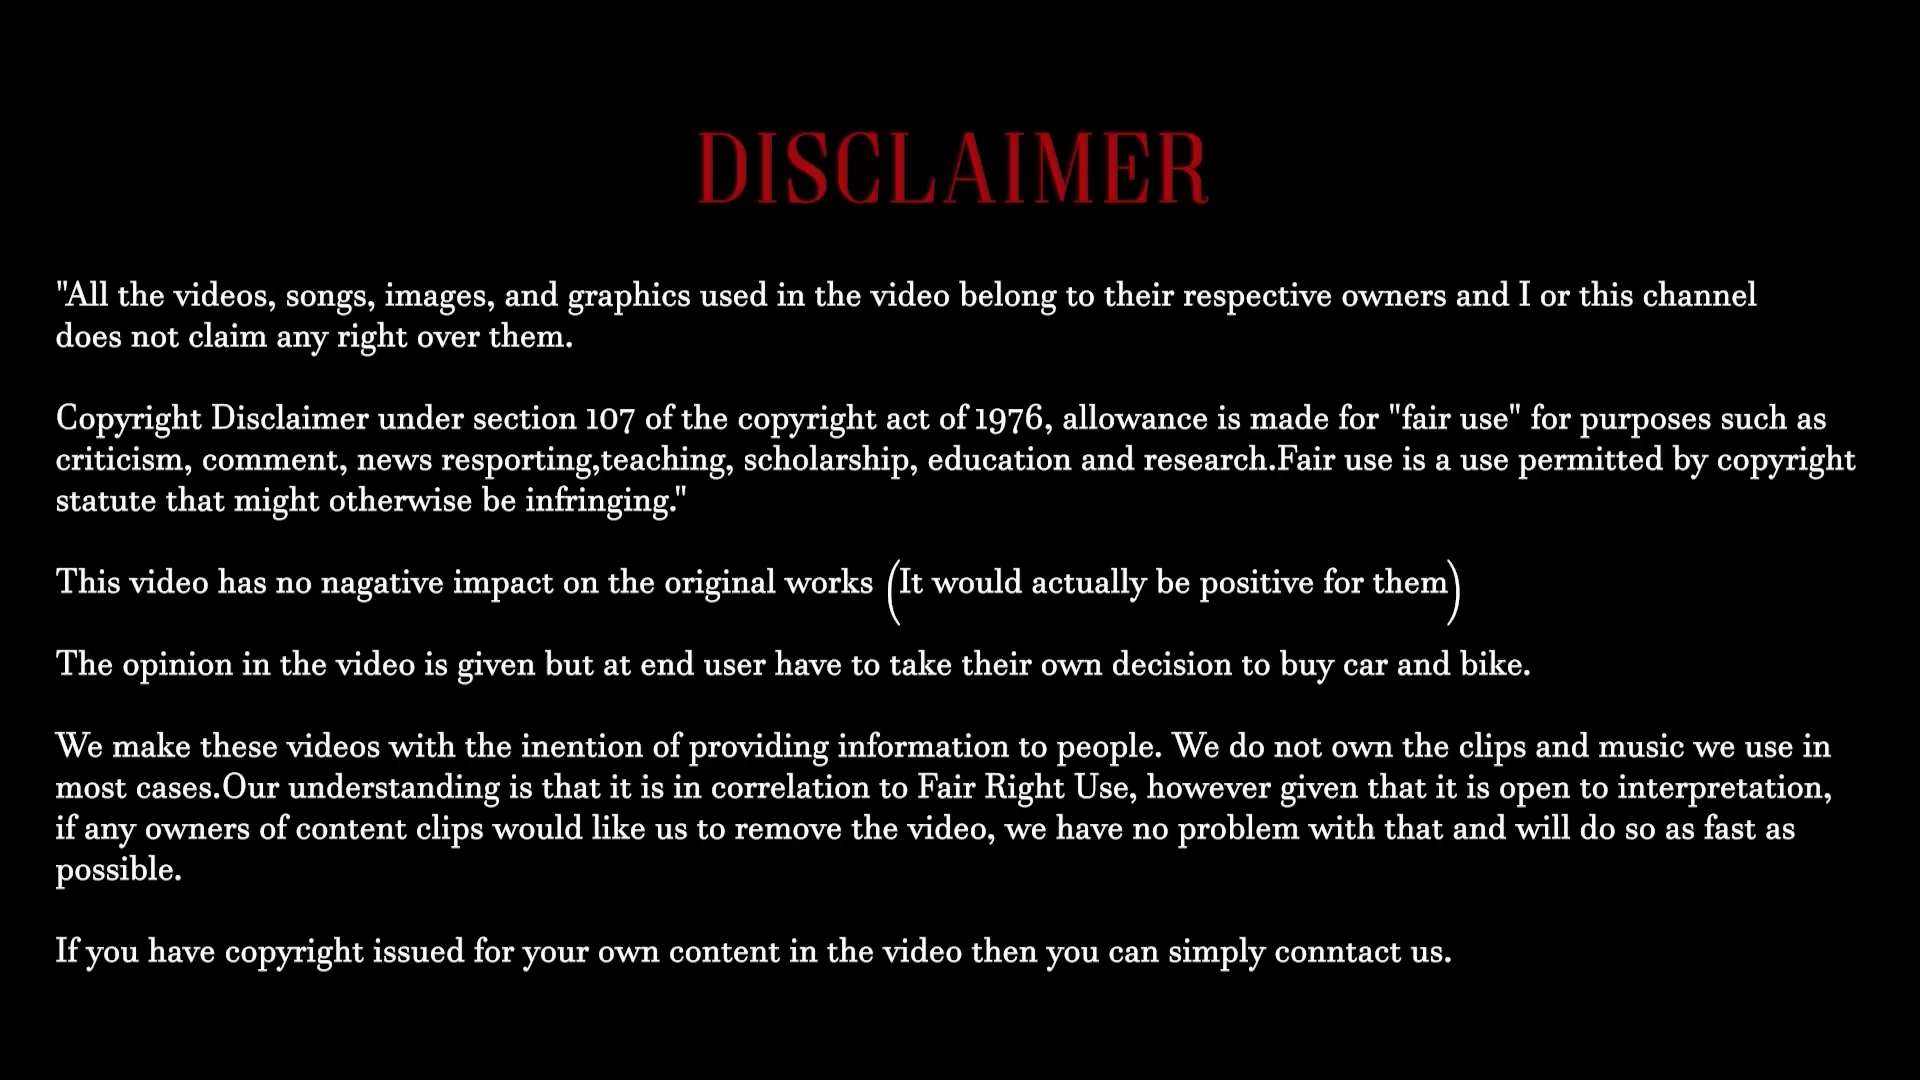 DISCLAIMER
"All the videos, songs, images, and graphics used in the video belong to their respective owners and I or this channel
does not claim any right over them.
Copyright Disclaimer under section 107 of the copyright act of 1976, allowance is made for "fair use" for purposes such as
criticism, comment, news resporting,teaching, scholarship, education and research.Fair use is a use permitted by copyright
statute that might otherwise be infringing."
This video has no nagative impact on the original works (It would actually be positive for them)
The opinion in the video is given but at end user have to take their own decision to buy car and bike.
We make these videos with the inention of providing information to people. We do not own the clips and music we use in
most cases.Our understanding is that it is in correlation to Fair Right Use, however given that it is open to interpretation,
if any owners of content clips would like us to remove the video, we have no problem with that and will do so as fast as
possible.
If you have copyright issued for your own content in the video then you can simply conntact us.